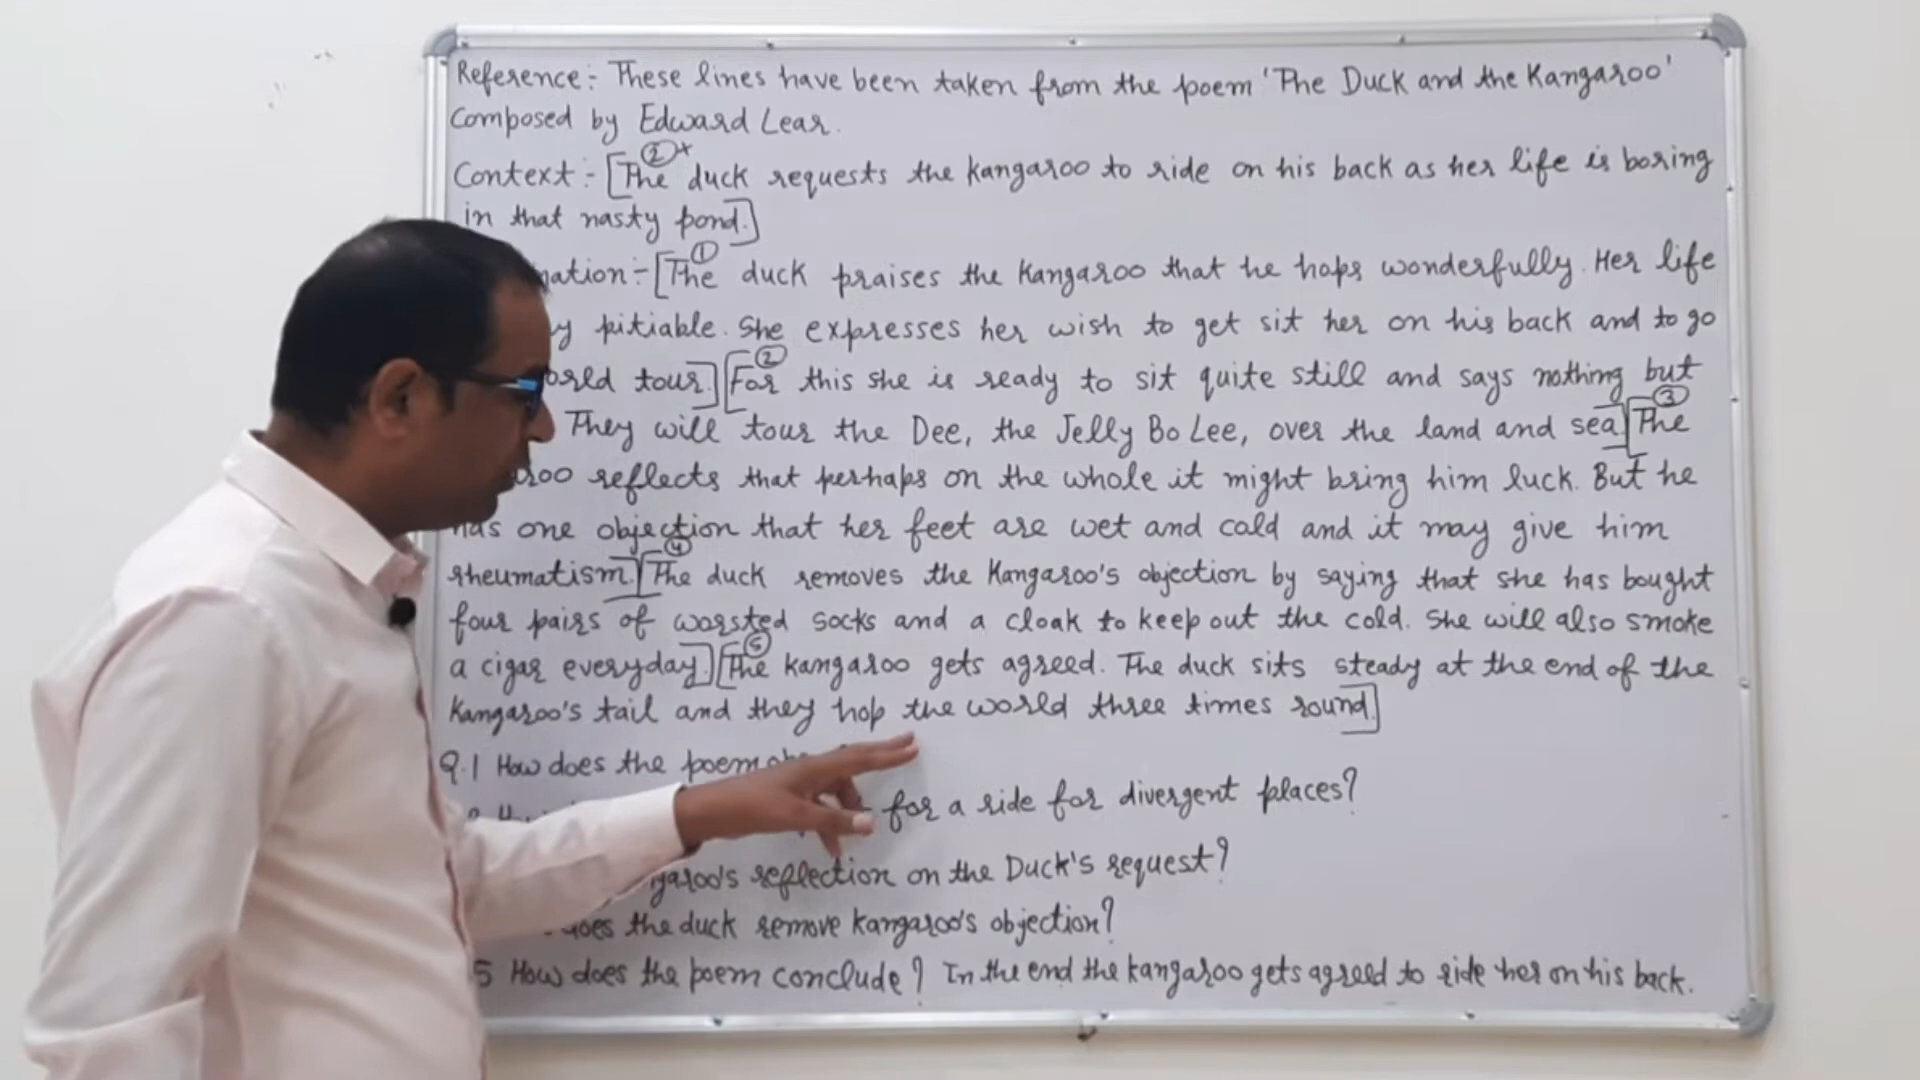 Reference:- These lines have been taken from the poem 'The Duck and the Kangaroo'
Composed by Edward Lear.
② +
Context:- [The duck requests the kangaroo to ride on his back as her life is boring
in that nasty pond.]
①
nation:- [The duck praises the Kangaroo that he hops wonderfully. Her life
y pitiable. She expresses her wish to get sit her on his back and to go
②
orld tour.] [For this she is ready to sit quite still and says nothing but
③
They will tour the Dee, the Jelly Bo Lee, over the land and sea] [The
aroo reflects that perhaps on the whole it might bring him luck. But he
has one objection that her feet are wet and cold and it may give him
④
rheumatism.] [The duck removes the Kangaroo's objection by saying that she has bought
four pairs of worsted socks and a cloak to keep out the cold. She will also smoke
⑤
a cigar everyday.] [The kangaroo gets agreed. The duck sits steady at the end of the
Kangaroo's tail and they hop the world three times round.]
Q.1 How does the poem
for a ride for divergent places?
garoo's reflection on the Duck's request?
does the duck remove kangaroo's objection?
5 How does the poem conclude? In the end the kangaroo gets agreed to ride her on his back.